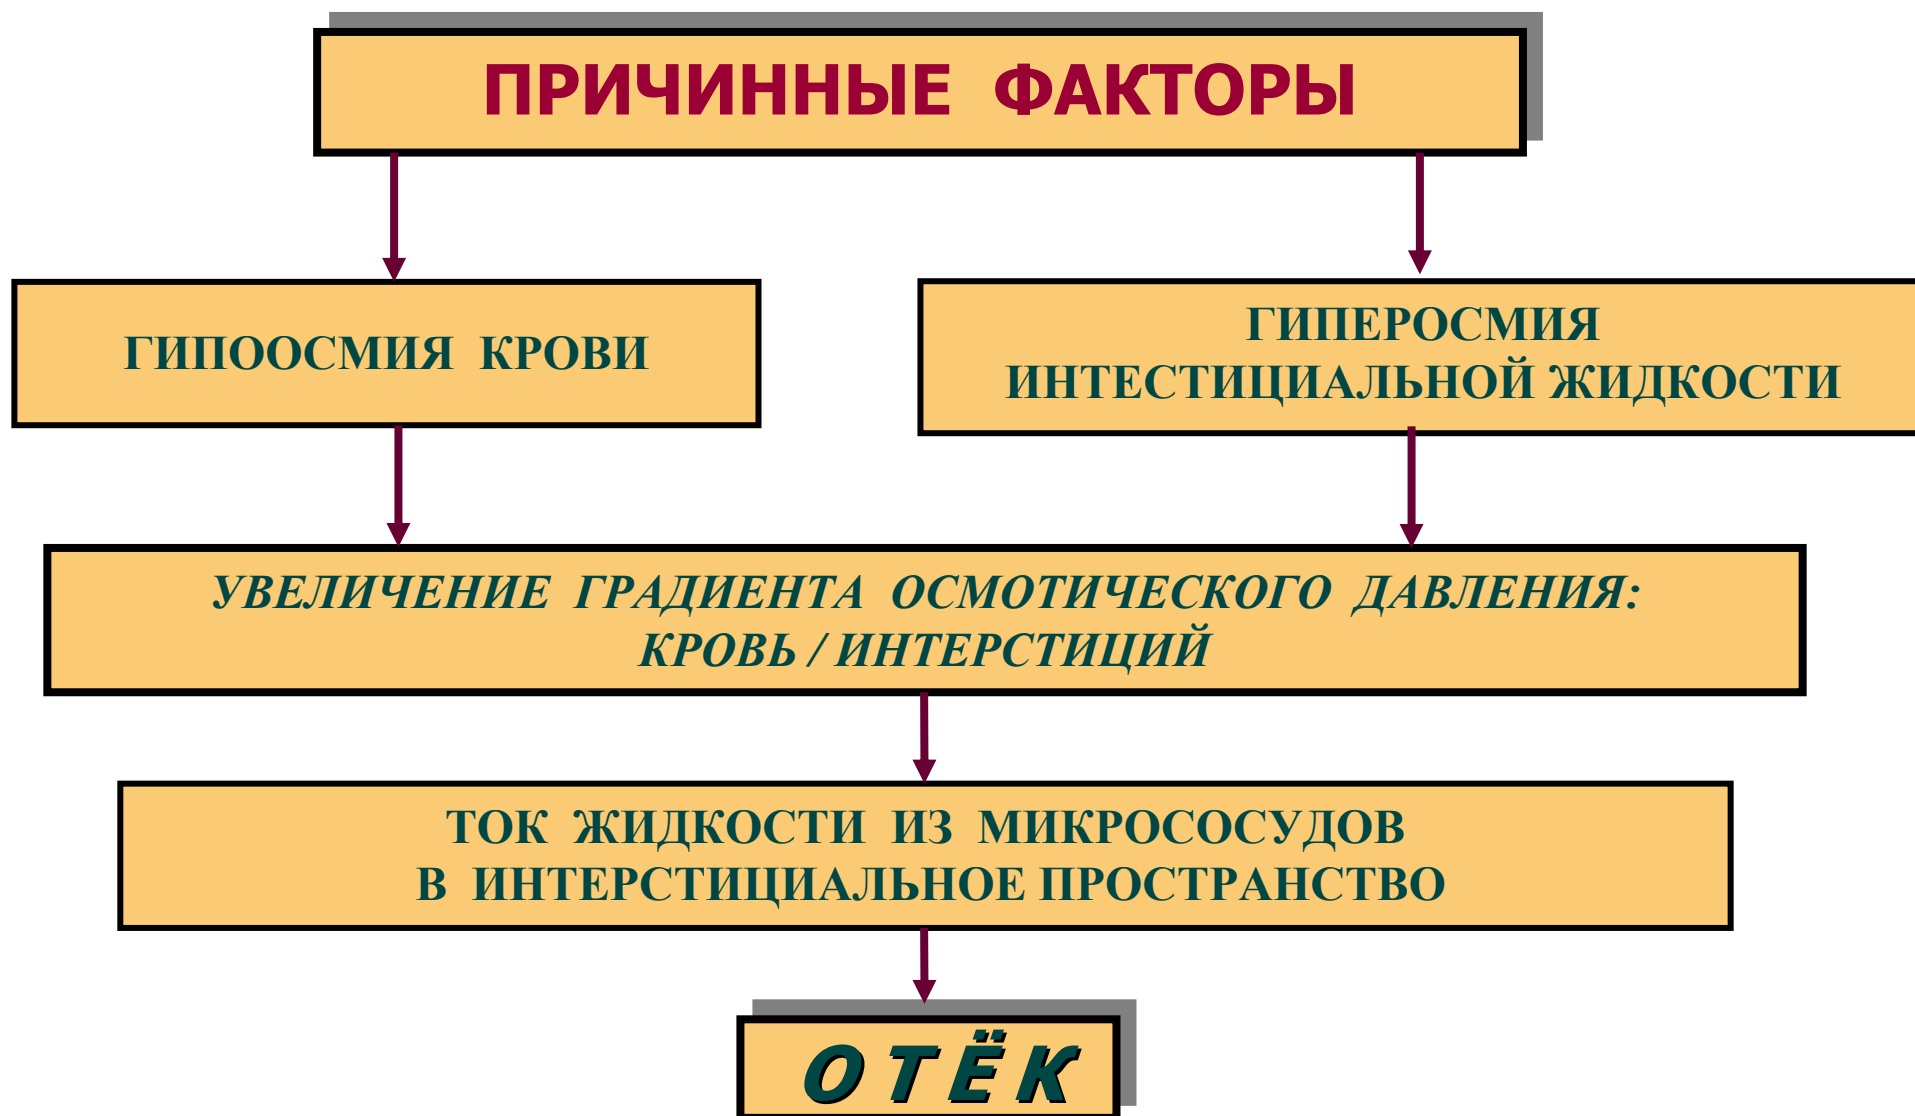 ПРИЧИННЫЕ ФАКТОРЫ
ГИПООСМИЯ КРОВИ
ГИПЕРОСМИЯ
ИНТЕСТИЦИАЛЬНОЙ ЖИДКОСТИ
УВЕЛИЧЕНИЕ ГРАДИЕНТА ОСМОТИЧЕСКОГО ДАВЛЕНИЯ:
КРОВЬ / ИНТЕРСТИЦИЙ
ТОК ЖИДКОСТИ ИЗ МИКРОСОСУДОВ
В ИНТЕРСТИЦИАЛЬНОЕ ПРОСТРАНСТВО
ОТЁК